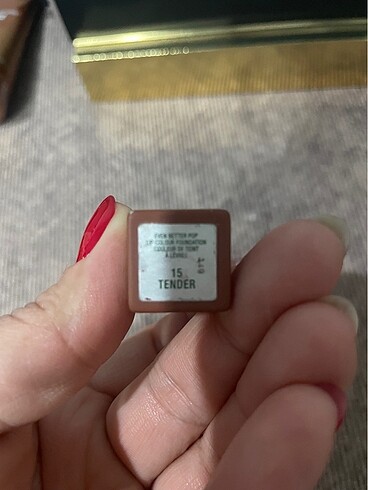 EVEN BETTER POP
LIP COLOUR FOUNDATION
COULEUR DE TEINT
À LÈVRES
15
TENDER